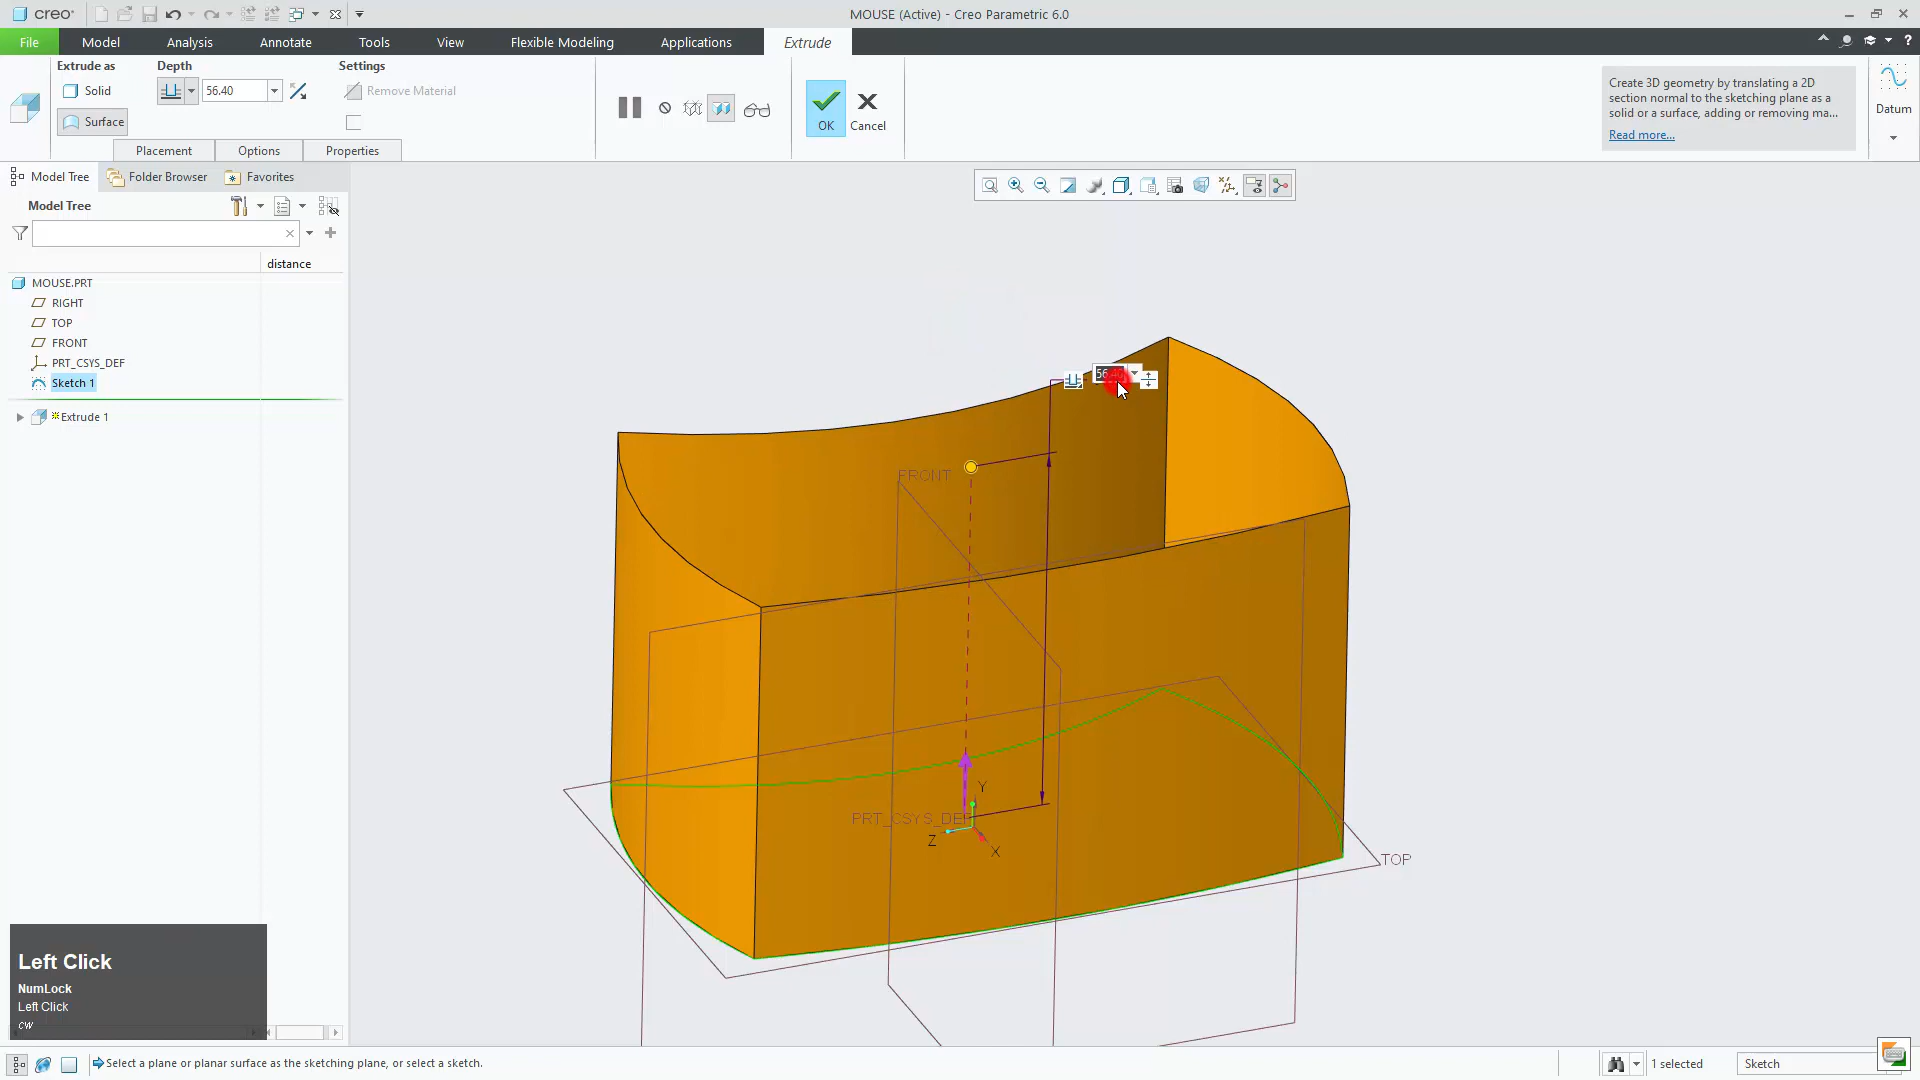 creo
MOUSE (Active) - Creo Parametric 6.0
File
Model
Analysis
Annotate
Tools
View
Flexible Modeling
Applications
Extrude
Extrude as
Depth
Settings
Solid
56.40
Remove Material
Surface
OK
Cancel
Placement
Options
Properties
Create 3D geometry by translating a 2D
section normal to the sketching plane as a
solid or a surface, adding or removing ma...
Read more...
Datum
Model Tree
Folder Browser
Favorites
Model Tree
distance
MOUSE.PRT
RIGHT
TOP
FRONT
PRT_CSYS_DEF
Sketch 1
Extrude 1
FRONT
Y
PRT_CSYS_DEF
Z
X
TOP
Left Click
NumLock
Left Click
cw
Select a plane or planar surface as the sketching plane, or select a sketch.
1 selected
Sketch